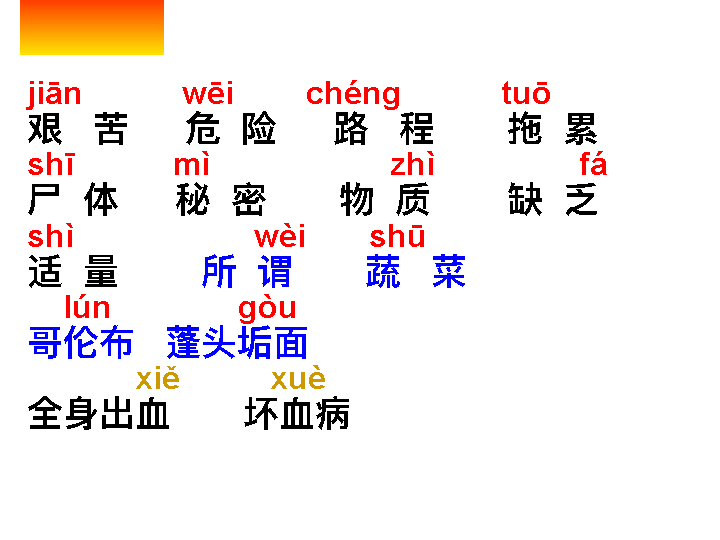 jiān wēi chéng tuō
艰 苦 危 险 路 程 拖 累
shī mì zhì fá
尸 体 秘 密 物 质 缺 乏
shì wèi shū
适 量 所 谓 蔬 菜
lún gòu
哥伦布 蓬头垢面
xiě xuè
全身出血 坏血病